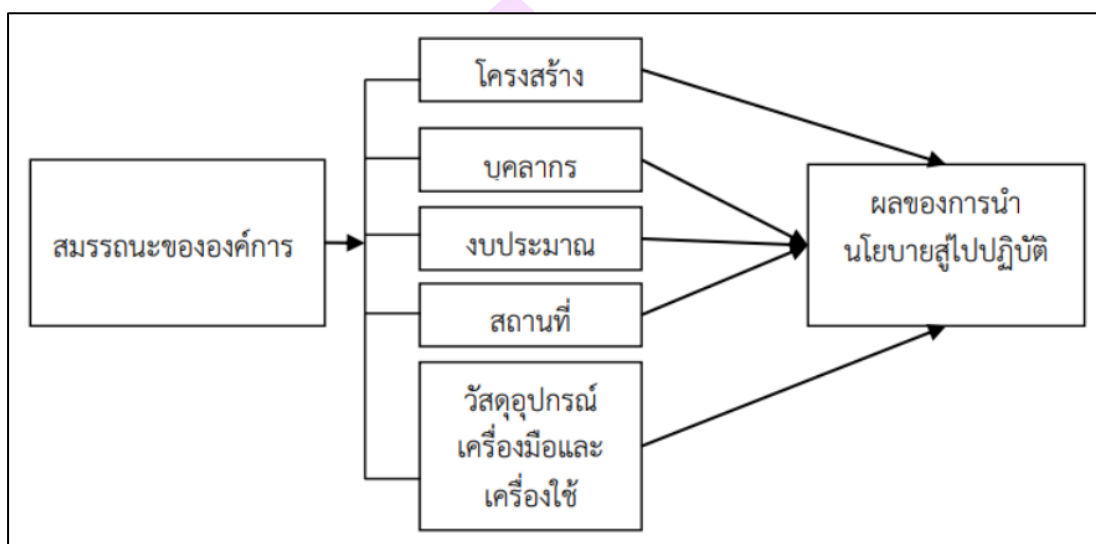 สมรรถนะขององค์การ
โครงสร้าง
บุคลากร
งบประมาณ
สถานที่
วัสดุอุปกรณ์
เครื่องมือและ
เครื่องใช้
ผลของการนำ
นโยบายสู่ไปปฏิบัติ